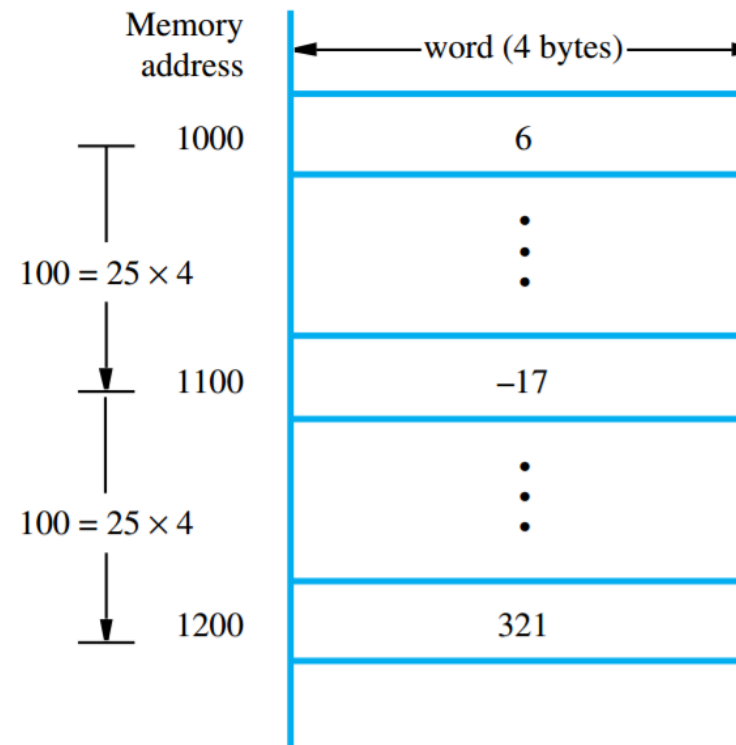 Memory
address
word (4 bytes)
1000
6
100 = 25 × 4
1100
–17
100 = 25 × 4
1200
321